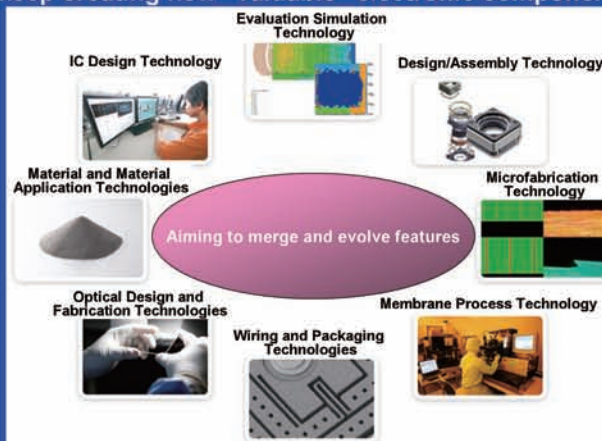 Evaluation Simulation
Technology
IC Design Technology
Design/Assembly Technology
Material and Material
Application Technologies
Microfabrication
Technology
Aiming to merge and evolve features
Optical Design and
Fabrication Technologies
Wiring and Packaging
Technologies
Membrane Process Technology